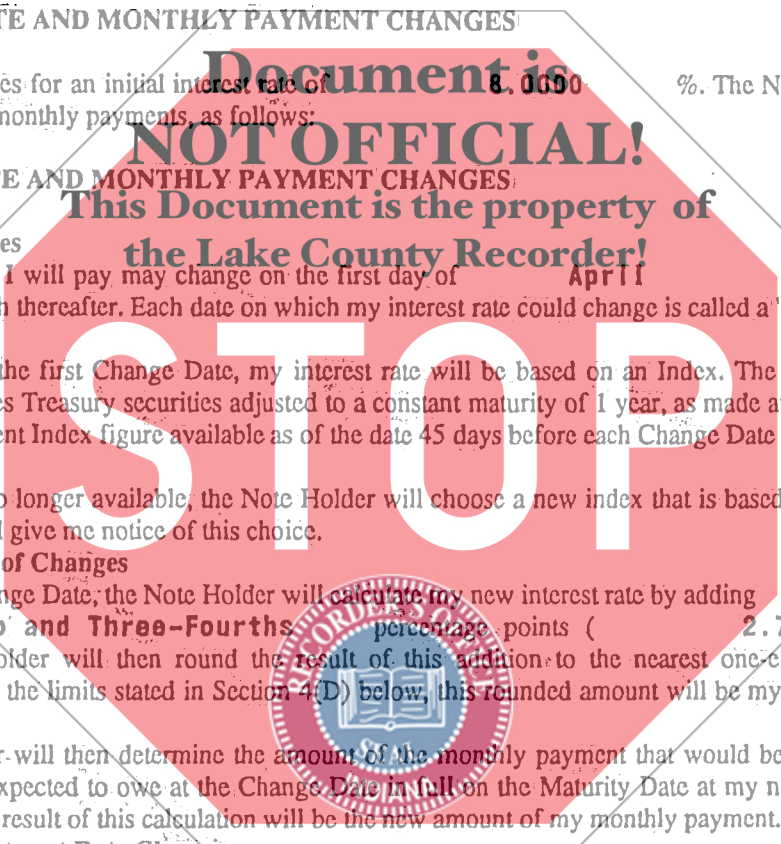 TE AND MONTHLY PAYMENT CHANGES
Document is
es for an initial interest rate of 8.0000 %. The N
monthly payments, as follows:
NOT OFFICIAL!
E AND MONTHLY PAYMENT CHANGES
This Document is the property of
es
the Lake County Recorder!
I will pay may change on the first day of April
h thereafter. Each date on which my interest rate could change is called a "
STOP
the first Change Date, my interest rate will be based on an Index. The
es Treasury securities adjusted to a constant maturity of 1 year, as made a
ent Index figure available as of the date 45 days before each Change Date
o longer available, the Note Holder will choose a new index that is based
l give me notice of this choice.
of Changes
nge Date, the Note Holder will calculate my new interest rate by adding
o and Three-Fourths percentage points ( 2.7
older will then round the result of this addition to the nearest one-e
the limits stated in Section 4(D) below, this rounded amount will be my
r will then determine the amount of the monthly payment that would be
xpected to owe at the Change Date in full on the Maturity Date at my n
result of this calculation will be the new amount of my monthly payment.
RECORDER'S OFFICE
SEAL
INDIANA